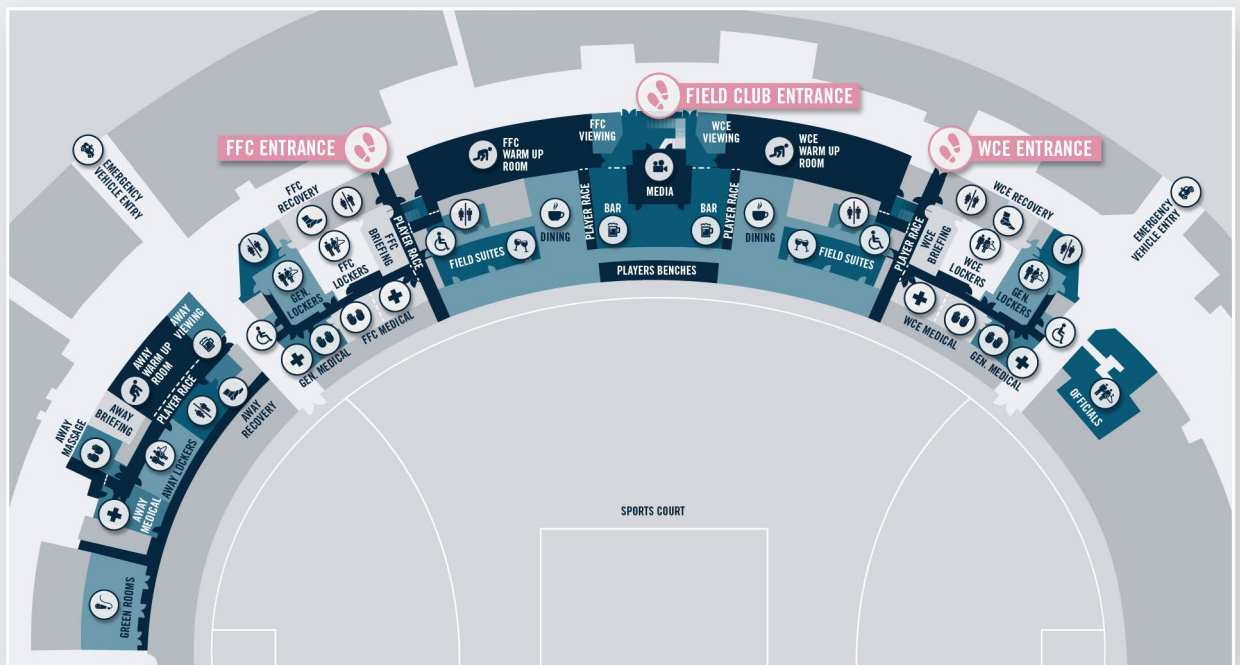 FIELD CLUB ENTRANCE
FFC ENTRANCE
WCE ENTRANCE
EMERGENCY
VEHICLE ENTRY
FFC
RECOVERY
FFC
BRIEFING
FFC
LOCKERS
PLAYER RACE
GEN.
LOCKERS
GEN. MEDICAL
FFC MEDICAL
FFC
WARM UP
ROOM
FFC
VIEWING
WCE
VIEWING
WCE
WARM UP
ROOM
MEDIA
PLAYER RACE
BAR
BAR
PLAYER RACE
DINING
FIELD SUITES
DINING
FIELD SUITES
PLAYERS BENCHES
PLAYER RACE
WCE
BRIEFING
WCE RECOVERY
WCE
LOCKERS
GEN.
LOCKERS
WCE MEDICAL
GEN. MEDICAL
EMERGENCY
VEHICLE ENTRY
OFFICIALS
AWAY
VIEWING
AWAY
WARM UP
ROOM
PLAYER RACE
AWAY
BRIEFING
AWAY
RECOVERY
AWAY
MASSAGE
AWAY LOCKERS
AWAY
MEDICAL
GREEN ROOMS
SPORTS COURT